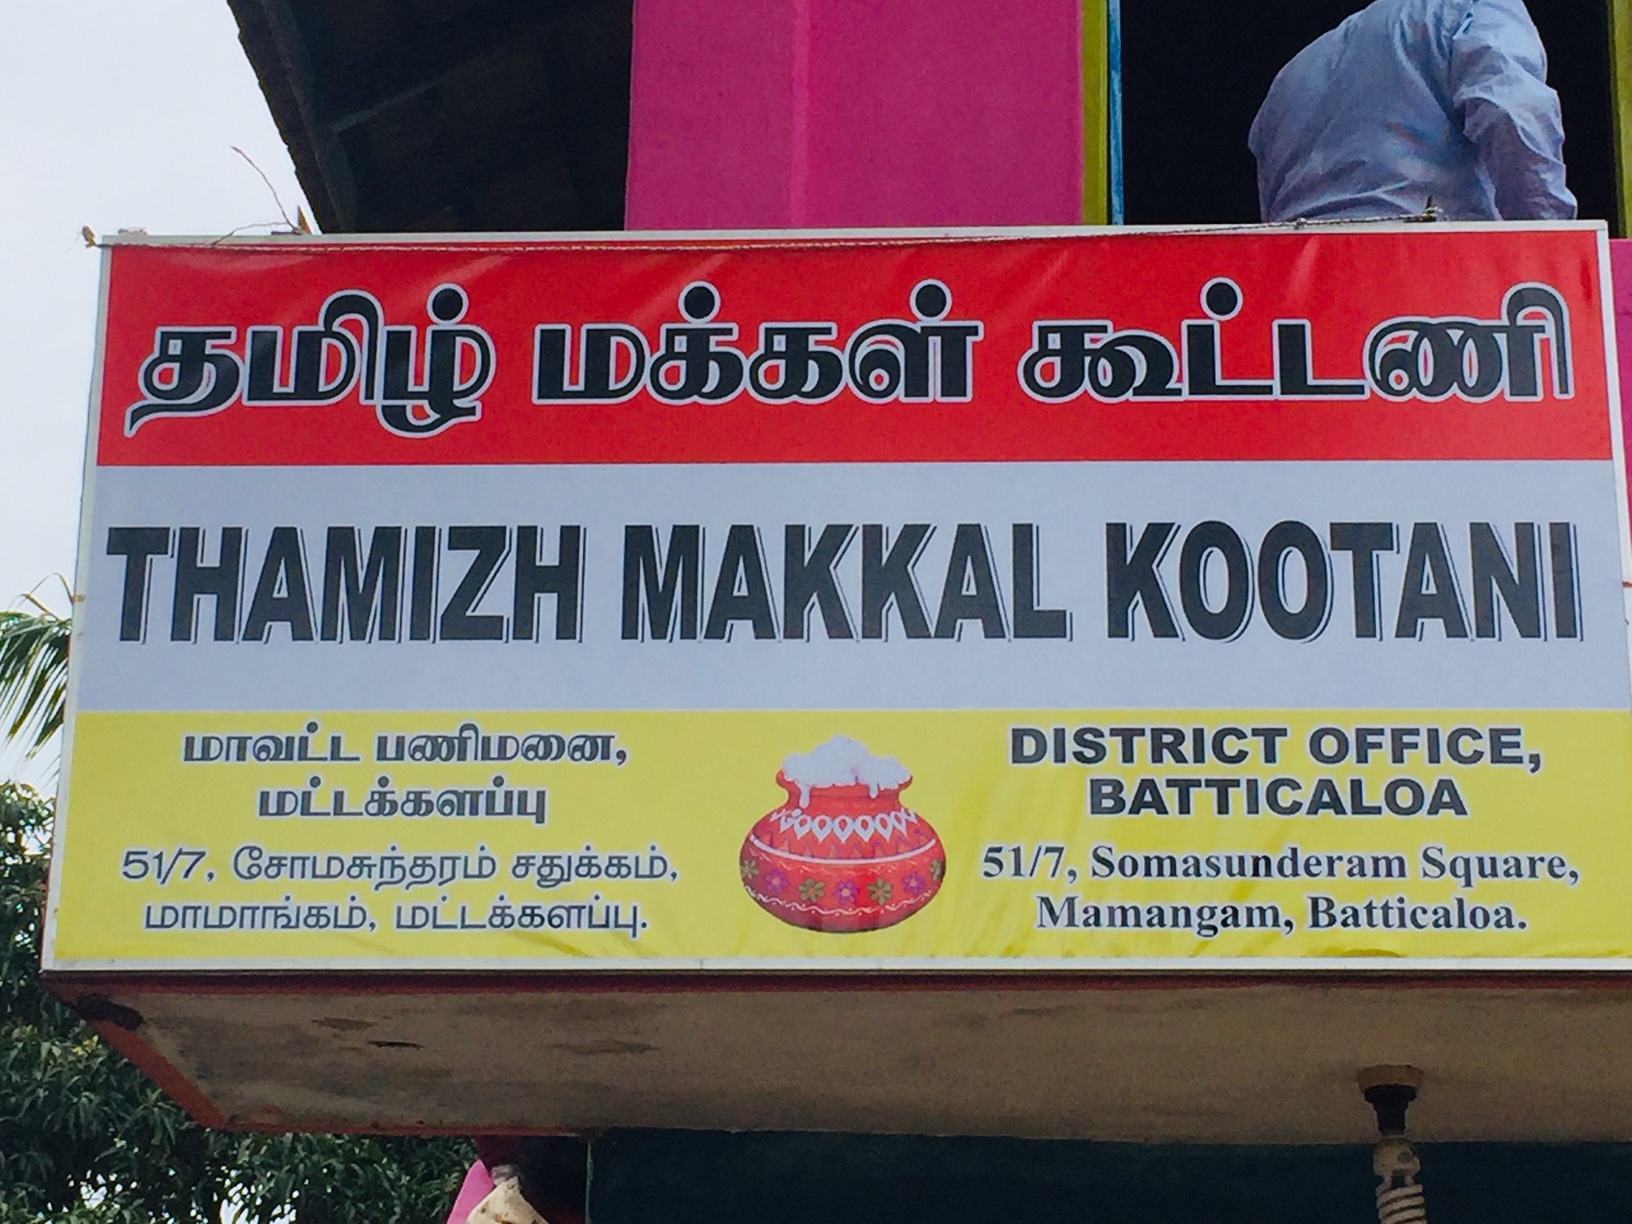 தமிழ் மக்கள் கூட்டணி
THAMIZH MAKKAL KOOTANI
மாவட்ட பணிமனை,
மட்டக்களப்பு
51/7, சோமசுந்தரம் சதுக்கம்,
மாமாங்கம், மட்டக்களப்பு.
DISTRICT OFFICE,
BATTICALOA
51/7, Somasunderam Square,
Mamangam, Batticaloa.